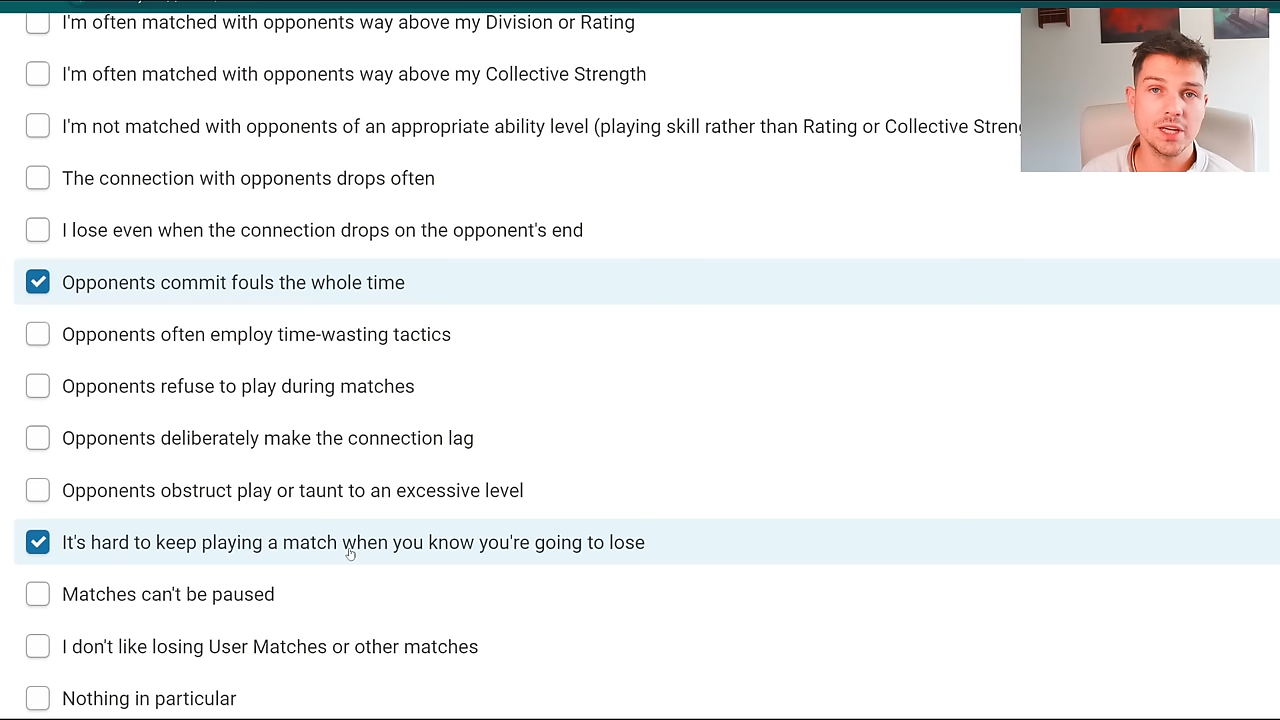 I'm often matched with opponents way above my Division or Rating
I'm often matched with opponents way above my Collective Strength
I'm not matched with opponents of an appropriate ability level (playing skill rather than Rating or Collective Streng
The connection with opponents drops often
I lose even when the connection drops on the opponent's end
Opponents commit fouls the whole time
Opponents often employ time-wasting tactics
Opponents refuse to play during matches
Opponents deliberately make the connection lag
Opponents obstruct play or taunt to an excessive level
It's hard to keep playing a match when you know you're going to lose
Matches can't be paused
I don't like losing User Matches or other matches
Nothing in particular